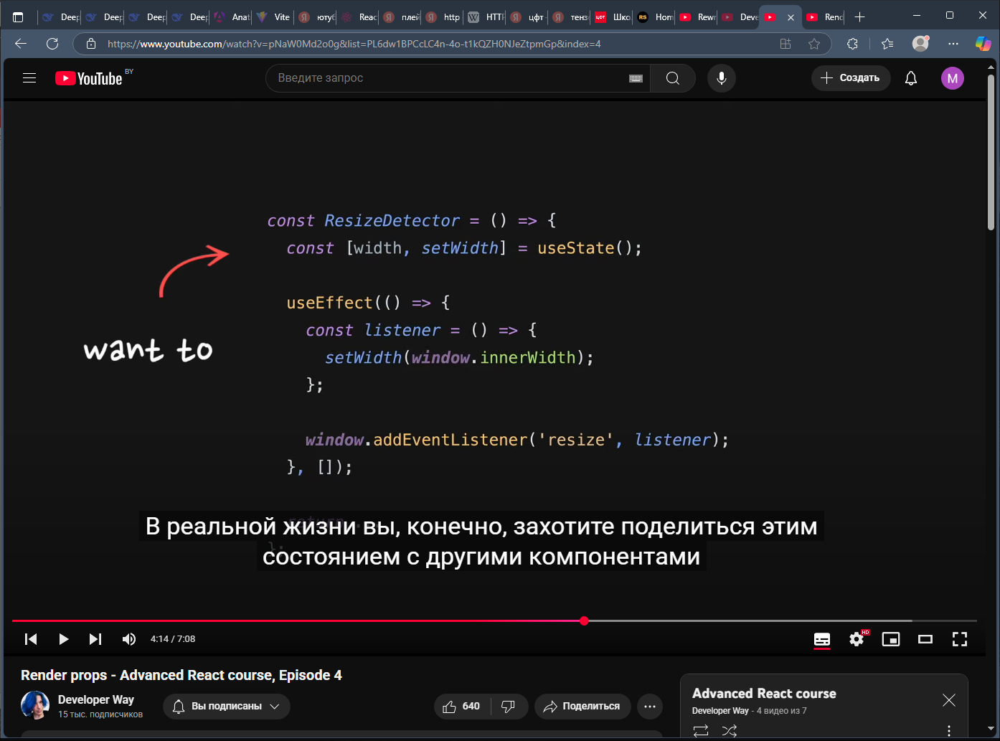 Deep
Deep
Deep
Deep
Anat
Vite
ютуб
Reac
плей
http
HTTP
цфт
тенз
Шко
Hom
Rewr
Deve
Renc
https://www.youtube.com/watch?v=pNaW0Md2o0g&list=PL6dw1BPCcLC4n-4o-t1kQZH0NJeZtpmGp&index=4
YouTube BY
Введите запрос
Создать
M
const ResizeDetector = () => {
const [width, setWidth] = useState();
useEffect(() => {
const listener = () => {
want to
setWidth(window.innerWidth);
};
window.addEventListener('resize', listener);
}, []);
В реальной жизни вы, конечно, захотите поделиться этим
состоянием с другими компонентами
4:14 / 7:08
HD
Render props - Advanced React course, Episode 4
Developer Way
15 тыс. подписчиков
Вы подписаны
640
Поделиться
Advanced React course
Developer Way - 4 видео из 7